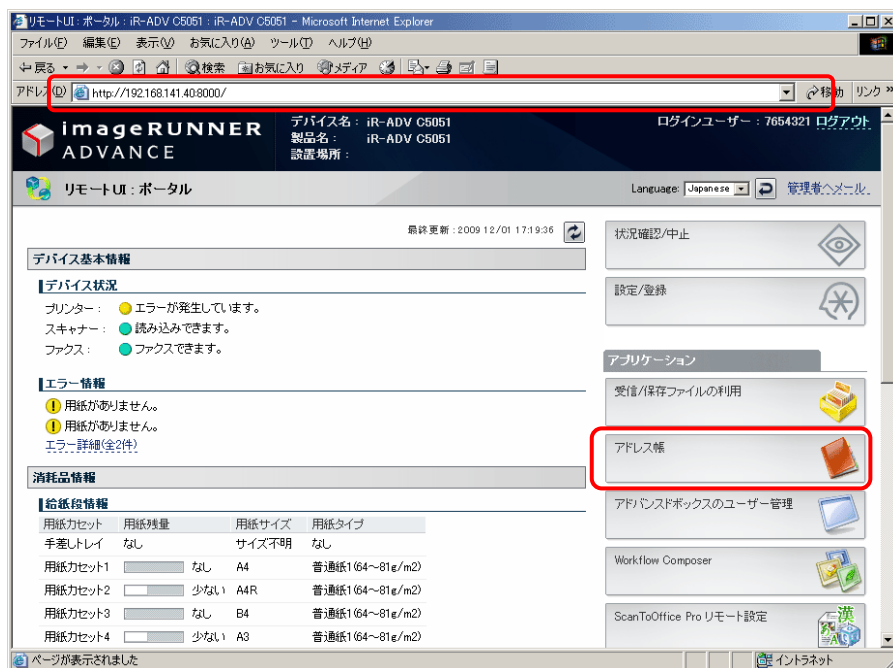 リモートUI : ポータル : iR-ADV C5051 : iR-ADV C5051 - Microsoft Internet Explorer
ファイル(F) 編集(E) 表示(V) お気に入り(A) ツール(T) ヘルプ(H)
戻る 検索 お気に入り メディア
アドレス(D) http://192.168.141.40:8000/ 移動 リンク »
imageRUNNER ADVANCE
デバイス名 : iR-ADV C5051
製品名 : iR-ADV C5051
設置場所 :
ログインユーザー : 7654321 ログアウト
リモートUI : ポータル
Language: Japanese 管理者へメール
最終更新 : 2009 12/01 17:19:36
デバイス基本情報
デバイス状況
プリンター : エラーが発生しています。
スキャナー : 読み込みできます。
ファクス : ファクスできます。
エラー情報
用紙がありません。
用紙がありません。
エラー詳細(全2件)
消耗品情報
給紙段情報
用紙カセット 用紙残量 用紙サイズ 用紙タイプ
手差しトレイ なし サイズ不明 なし
用紙カセット1 なし A4 普通紙1(64~81g/m2)
用紙カセット2 少ない A4R 普通紙1(64~81g/m2)
用紙カセット3 なし B4 普通紙1(64~81g/m2)
用紙カセット4 少ない A3 普通紙1(64~81g/m2)
状況確認/中止
設定/登録
アプリケーション
受信/保存ファイルの利用
アドレス帳
アドバンスドボックスのユーザー管理
Workflow Composer
ScanToOffice Pro リモート設定
漢
ページが表示されました イントラネット